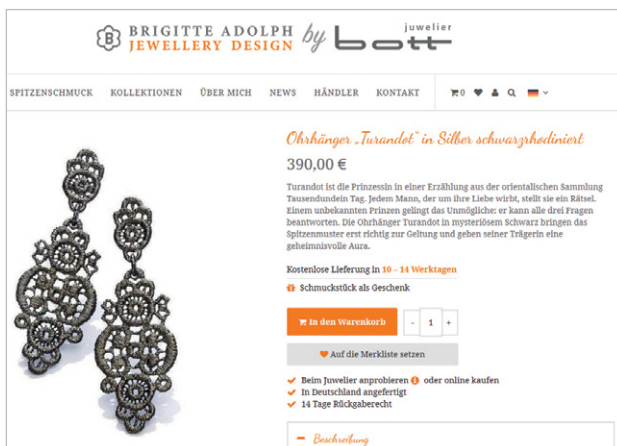 BRIGITTE ADOLPH
JEWELLERY DESIGN
by
juwelier
bott
SPITZENSCHMUCK KOLLEKTIONEN ÜBER MICH NEWS HÄNDLER KONTAKT 0
Ohrhänger „Turandot“ in Silber schwarzrhodiniert
390,00 €
Turandot ist die Prinzessin in einer Erzählung aus der orientalischen Sammlung
Tausendundein Tag. Jedem Mann, der um ihre Liebe wirbt, stellt sie ein Rätsel.
Einem unbekannten Prinzen gelingt das Unmögliche: er kann alle drei Fragen
beantworten. Die Ohrhänger Turandot in mysteriösem Schwarz bringen das
Spitzenmuster erst richtig zur Geltung und geben seiner Trägerin eine
geheimnisvolle Aura.
Kostenlose Lieferung in 10 – 14 Werktagen
Schmuckstück als Geschenk
In den Warenkorb - 1 +
Auf die Merkliste setzen
Beim Juwelier anprobieren oder online kaufen
In Deutschland angefertigt
14 Tage Rückgaberecht
Beschreibung